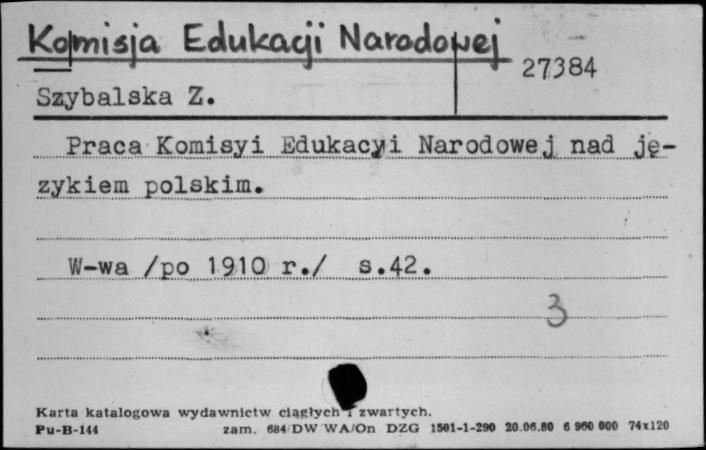 Komisja Edukacji Narodowej
27384
Szybalska Z.
Praca Komisyi Edukacyi Narodowej nad ję-
zykiem polskim.
W-wa /po 1910 r./ s.42.
3
Karta katalogowa wydawnictw ciągłych i zwartych.
Pu-B-144 zam. 684/DW WA/On DZG 1501-1-290 20.06.80 6 960 000 74x120